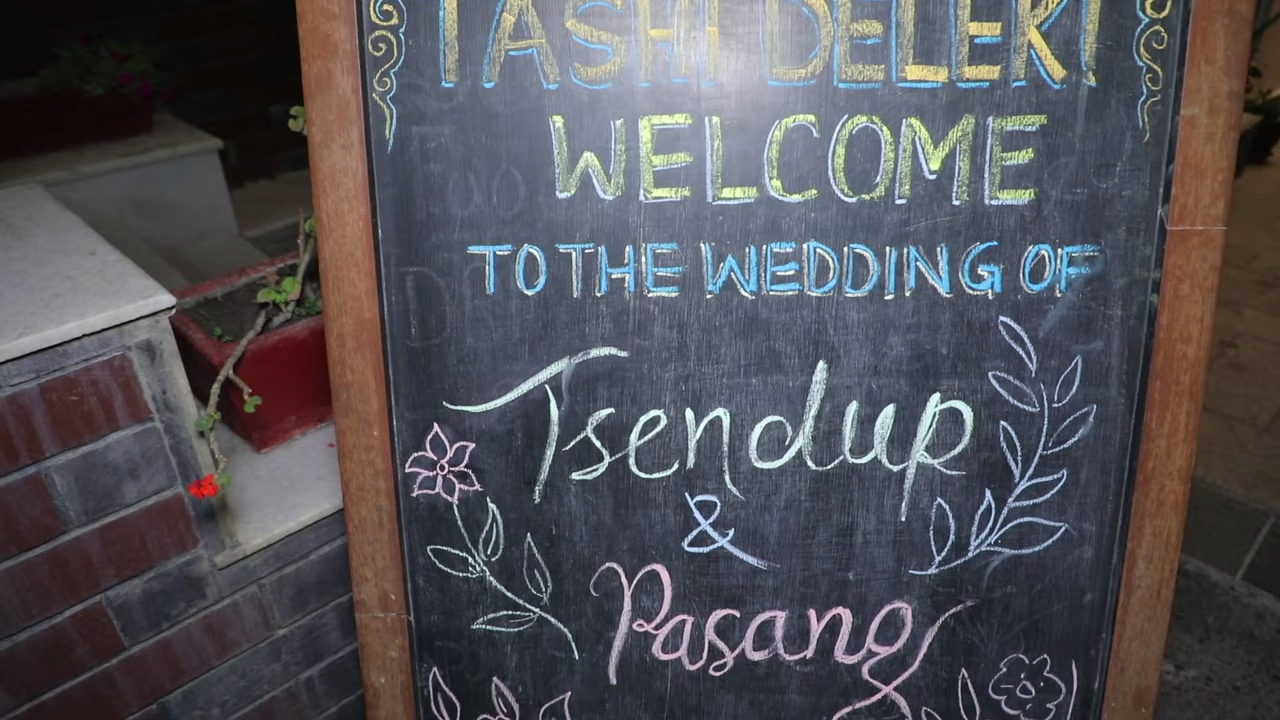 TASHI DELEK!
WELCOME
TO THE WEDDING OF
Tsendup
&
Pasang